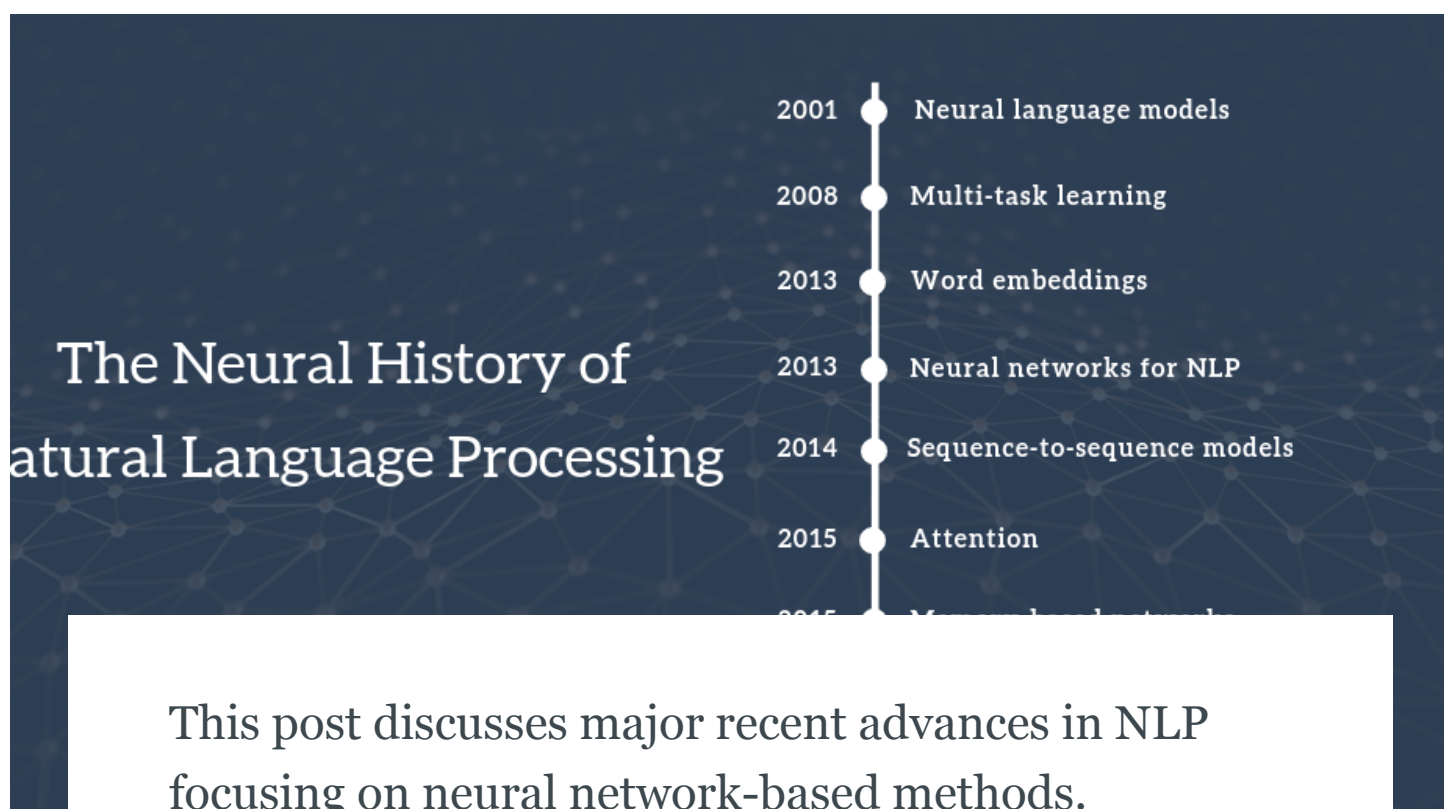 The Neural History of
atural Language Processing
2001 Neural language models
2008 Multi-task learning
2013 Word embeddings
2013 Neural networks for NLP
2014 Sequence-to-sequence models
2015 Attention
This post discusses major recent advances in NLP
focusing on neural network-based methods.